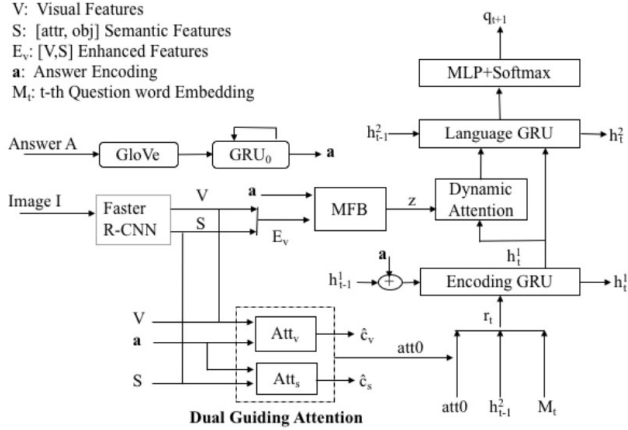 V: Visual Features
S: [attr, obj] Semantic Features
Eᵥ: [V,S] Enhanced Features
a: Answer Encoding
Mₜ: t-th Question word Embedding
qₜ₊₁
MLP+Softmax
h²ₜ₋₁
Language GRU
h²ₜ
Answer A
GloVe
GRU₀
a
Image I
Faster
R-CNN
V
S
a
Eᵥ
MFB
z
Dynamic
Attention
h¹ₜ
a
h¹ₜ₋₁
+
Encoding GRU
h¹ₜ
rₜ
V
a
S
Attᵥ
ĉᵥ
Attₛ
ĉₛ
att0
att0
h²ₜ₋₁
Mₜ
Dual Guiding Attention